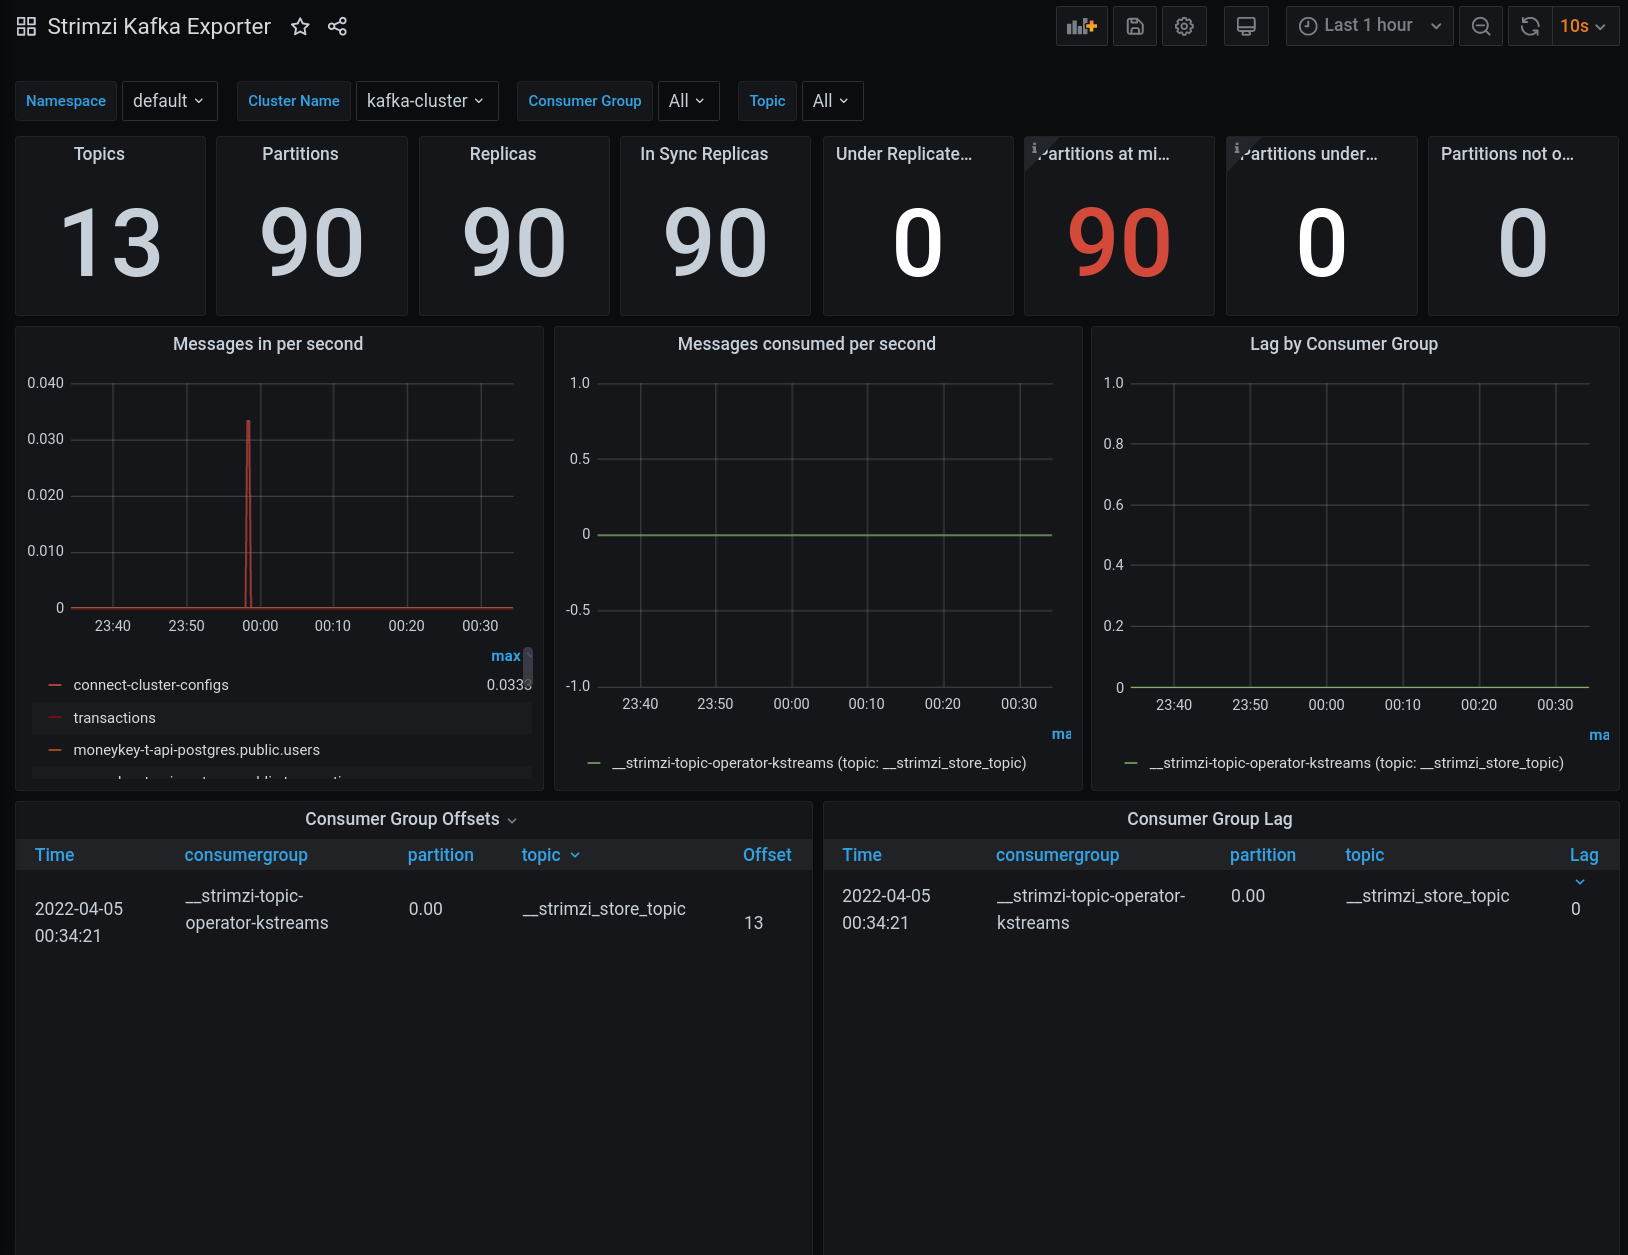 Strimzi Kafka Exporter
Last 1 hour
10s
Namespace default Cluster Name kafka-cluster Consumer Group All Topic All
Topics
13
Partitions
90
Replicas
90
In Sync Replicas
90
Under Replicate...
0
Partitions at mi...
90
Partitions under...
0
Partitions not o...
0
Messages in per second
0.040
0.030
0.020
0.010
0
23:40 23:50 00:00 00:10 00:20 00:30
max
connect-cluster-configs 0.0333
transactions
moneykey-t-api-postgres.public.users
Messages consumed per second
1.0
0.5
0
-0.5
-1.0
23:40 23:50 00:00 00:10 00:20 00:30
ma
__strimzi-topic-operator-kstreams (topic: __strimzi_store_topic)
Lag by Consumer Group
1.0
0.8
0.6
0.4
0.2
0
23:40 23:50 00:00 00:10 00:20 00:30
ma
__strimzi-topic-operator-kstreams (topic: __strimzi_store_topic)
Consumer Group Offsets
Time consumergroup partition topic Offset
2022-04-05
00:34:21
__strimzi-topic-
operator-kstreams
0.00
__strimzi_store_topic
13
Consumer Group Lag
Time consumergroup partition topic Lag
2022-04-05
00:34:21
__strimzi-topic-operator-
kstreams
0.00
__strimzi_store_topic
0